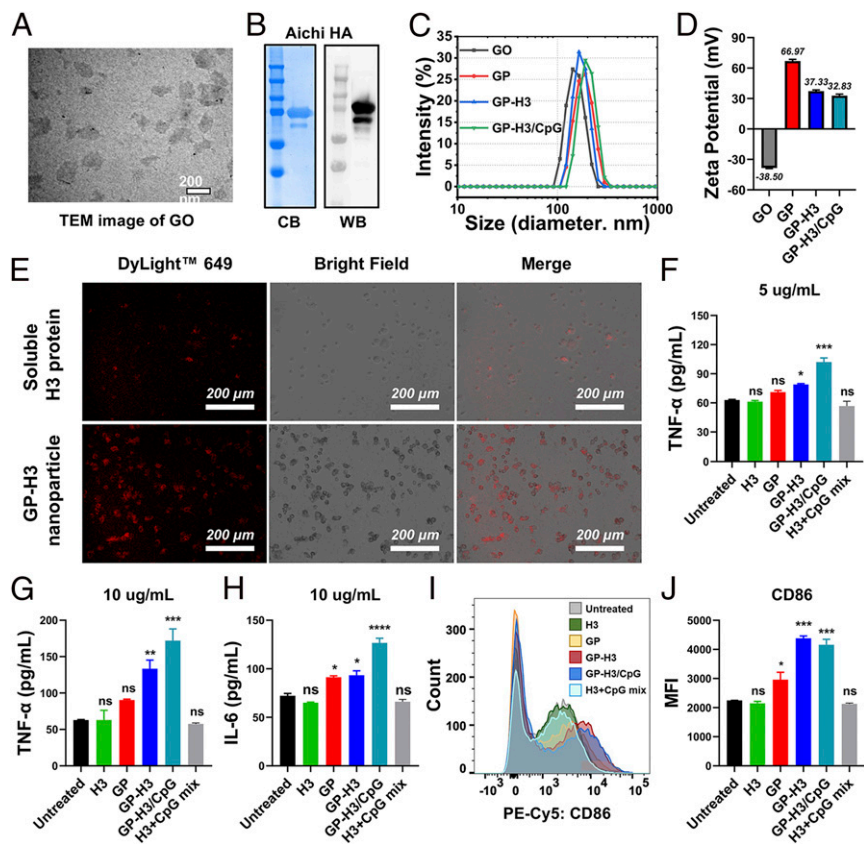 A
200
nm
TEM image of GO
B
Aichi HA
CB
WB
C
Intensity (%)
35
30
25
20
15
10
5
0
GO
GP
GP-H3
GP-H3/CpG
10
100
1000
Size (diameter. nm)
D
Zeta Potential (mV)
90
60
30
0
-30
-60
-38.50
66.97
37.33
32.83
GO
GP
GP-H3
GP-H3/CpG
E
DyLight™ 649
Bright Field
Merge
Soluble
H3 protein
200 μm
200 μm
200 μm
GP-H3
nanoparticle
200 μm
200 μm
200 μm
F
5 ug/mL
TNF-α (pg/mL)
150
120
90
60
30
0
ns
ns
*
***
ns
Untreated
H3
GP
GP-H3
GP-H3/CpG
H3+CpG mix
G
10 ug/mL
TNF-α (pg/mL)
200
150
100
50
0
ns
ns
**
***
ns
Untreated
H3
GP
GP-H3
GP-H3/CpG
H3+CpG mix
H
10 ug/mL
IL-6 (pg/mL)
150
100
50
0
ns
*
*
****
ns
Untreated
H3
GP
GP-H3
GP-H3/CpG
H3+CpG mix
I
Count
300
200
100
0
Untreated
H3
GP
GP-H3
GP-H3/CpG
H3+CpG mix
-10³
0
10³
10⁴
10⁵
PE-Cy5: CD86
J
CD86
MFI
5000
4000
3000
2000
1000
0
ns
*
***
***
ns
Untreated
H3
GP
GP-H3
GP-H3/CpG
H3+CpG mix